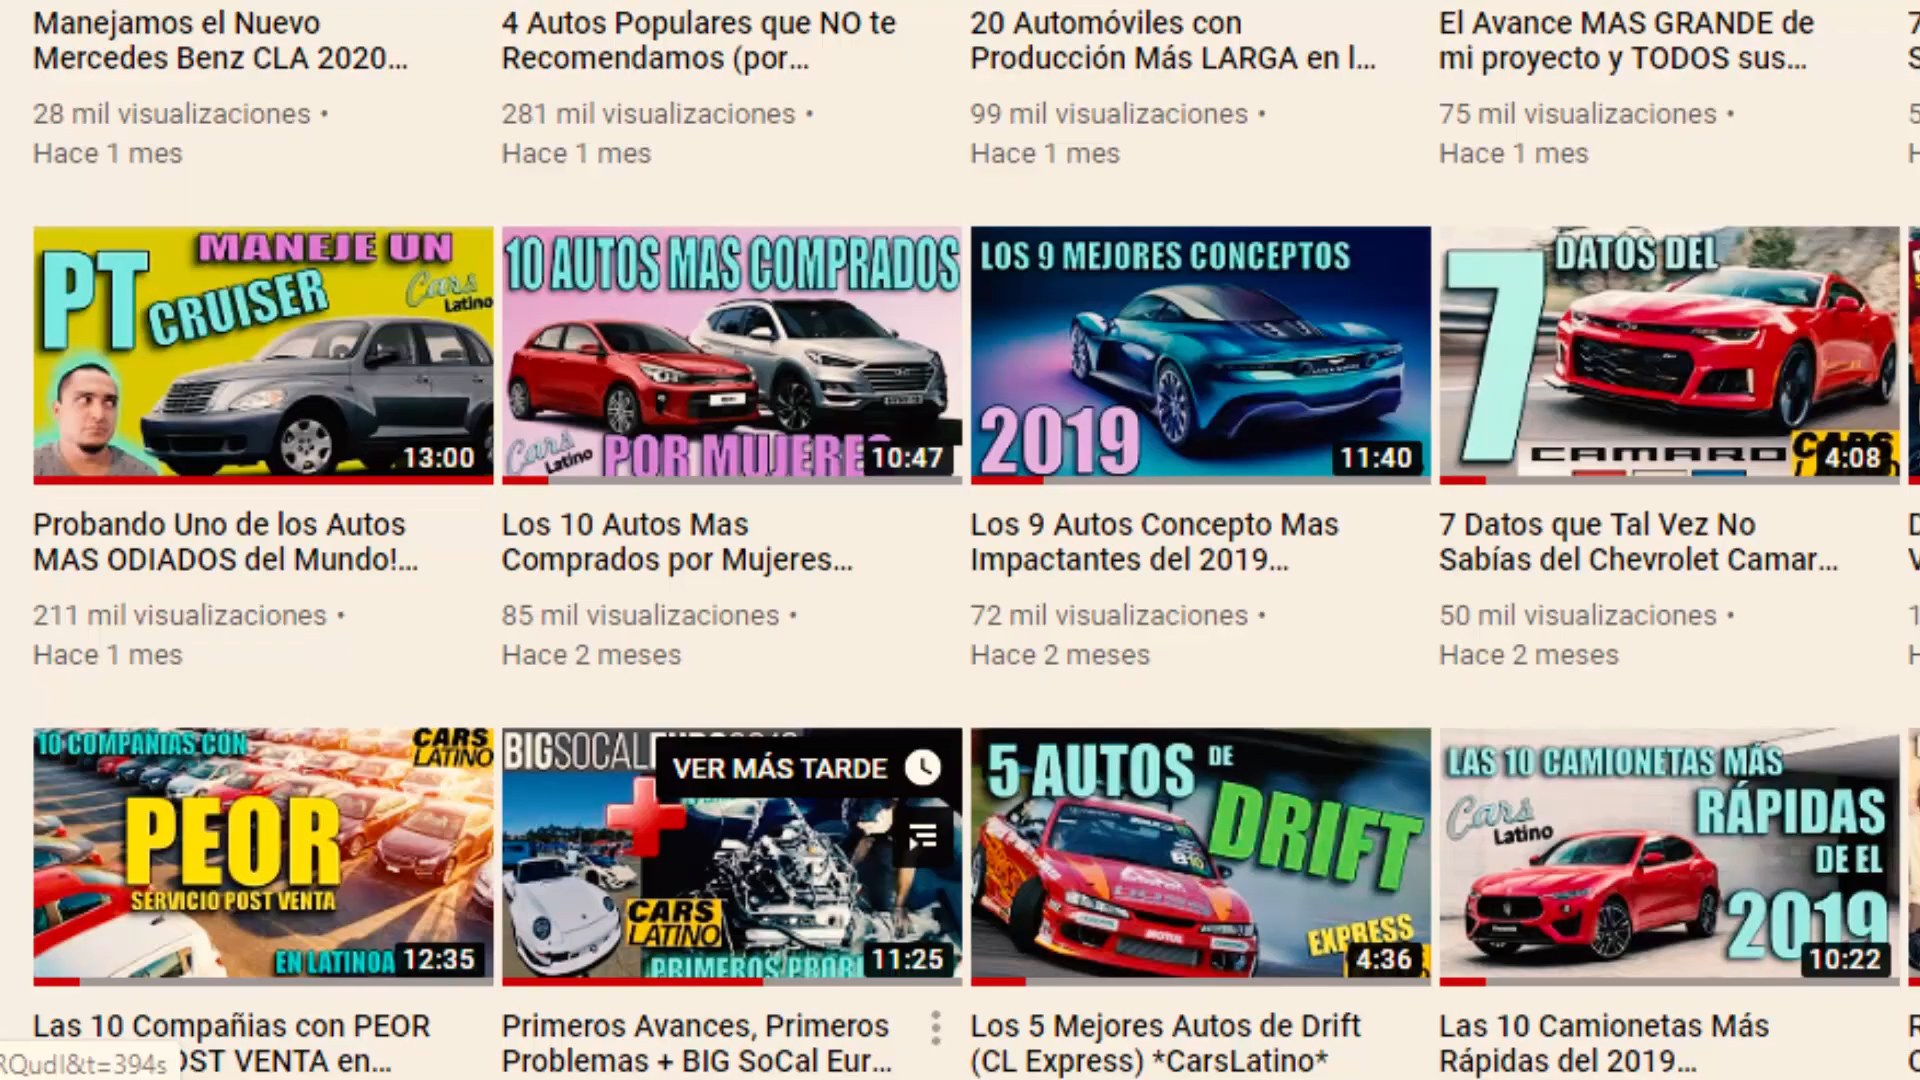 Manejamos el Nuevo
Mercedes Benz CLA 2020...
28 mil visualizaciones •
Hace 1 mes
4 Autos Populares que NO te
Recomendamos (por...
281 mil visualizaciones •
Hace 1 mes
20 Automóviles con
Producción Más LARGA en l...
99 mil visualizaciones •
Hace 1 mes
El Avance MAS GRANDE de
mi proyecto y TODOS sus...
75 mil visualizaciones •
Hace 1 mes
MANEJE UN
PT CRUISER
Cars
Latino
13:00
Probando Uno de los Autos
MAS ODIADOS del Mundo!...
211 mil visualizaciones •
Hace 1 mes
10 AUTOS MAS COMPRADOS
Cars
Latino
POR MUJERES
10:47
Los 10 Autos Mas
Comprados por Mujeres...
85 mil visualizaciones •
Hace 2 meses
LOS 9 MEJORES CONCEPTOS
2019
11:40
Los 9 Autos Concepto Mas
Impactantes del 2019...
72 mil visualizaciones •
Hace 2 meses
7 DATOS DEL
CAMARO
CARS
4:08
7 Datos que Tal Vez No
Sabías del Chevrolet Camar...
50 mil visualizaciones •
Hace 2 meses
10 COMPAÑIAS CON
CARS
LATINO
PEOR
SERVICIO POST VENTA
EN LATINOA
12:35
Las 10 Compañias con PEOR
OST VENTA en...
RQudI&t=394s
BIGSOCAL
VER MÁS TARDE
CARS
LATINO
PRIMEROS PROB
11:25
Primeros Avances, Primeros
Problemas + BIG SoCal Eur...
5 AUTOS DE
DRIFT
MOTUL
EXPRESS
4:36
Los 5 Mejores Autos de Drift
(CL Express) *CarsLatino*
LAS 10 CAMIONETAS MÁS
RÁPIDAS
DE EL
2019
Cars
Latino
10:22
Las 10 Camionetas Más
Rápidas del 2019...